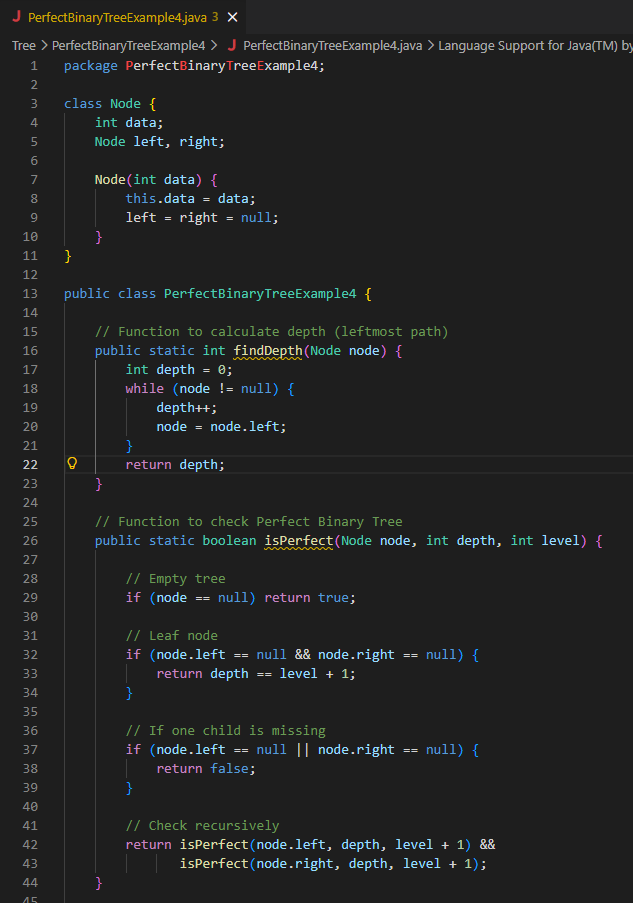 J PerfectBinaryTreeExample4.java 3 ×
Tree > PerfectBinaryTreeExample4 > J PerfectBinaryTreeExample4.java > Language Support for Java(TM) by
1 package PerfectBinaryTreeExample4;
2
3 class Node {
4     int data;
5     Node left, right;
6
7     Node(int data) {
8         this.data = data;
9         left = right = null;
10     }
11 }
12
13 public class PerfectBinaryTreeExample4 {
14
15     // Function to calculate depth (leftmost path)
16     public static int findDepth(Node node) {
17         int depth = 0;
18         while (node != null) {
19             depth++;
20             node = node.left;
21         }
22         return depth;
23     }
24
25     // Function to check Perfect Binary Tree
26     public static boolean isPerfect(Node node, int depth, int level) {
27
28         // Empty tree
29         if (node == null) return true;
30
31         // Leaf node
32         if (node.left == null && node.right == null) {
33             return depth == level + 1;
34         }
35
36         // If one child is missing
37         if (node.left == null || node.right == null) {
38             return false;
39         }
40
41         // Check recursively
42         return isPerfect(node.left, depth, level + 1) &&
43                isPerfect(node.right, depth, level + 1);
44     }
45